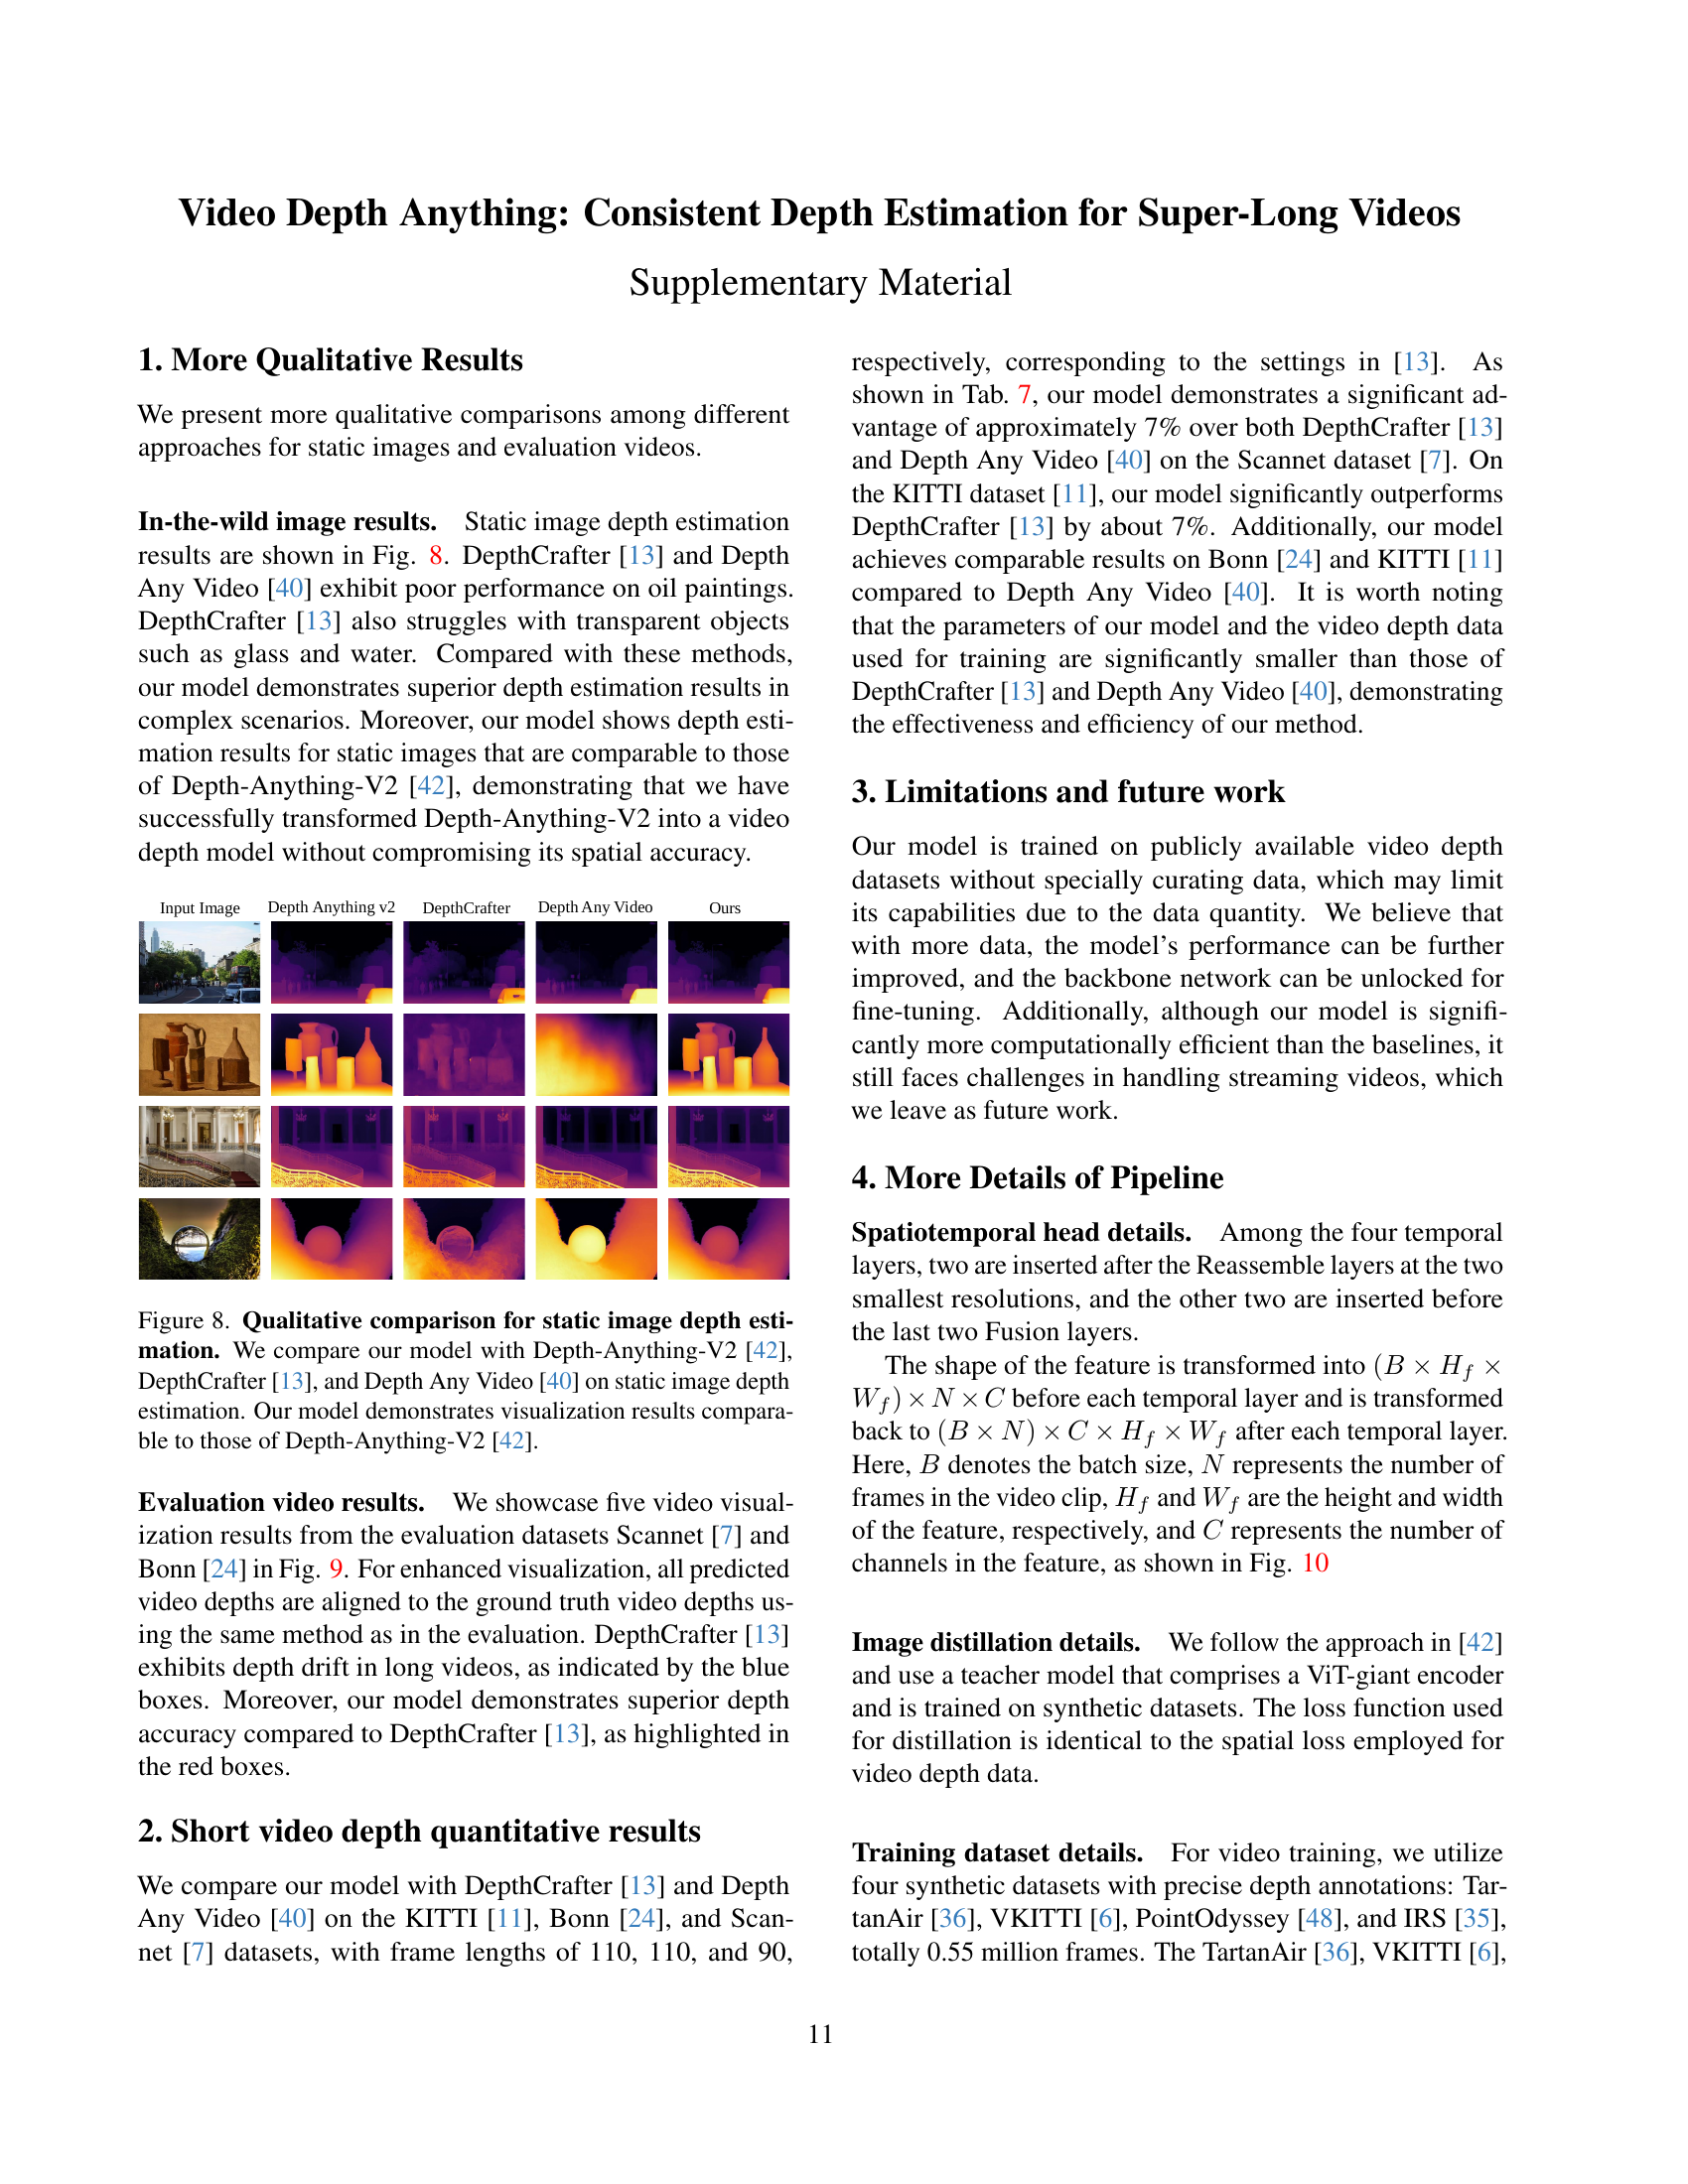 Video Depth Anything: Consistent Depth Estimation for Super-Long Videos
Supplementary Material
1. More Qualitative Results
We present more qualitative comparisons among different
approaches for static images and evaluation videos.
In-the-wild image results. Static image depth estimation
results are shown in Fig. 8. DepthCrafter [13] and Depth
Any Video [40] exhibit poor performance on oil paintings.
DepthCrafter [13] also struggles with transparent objects
such as glass and water. Compared with these methods,
our model demonstrates superior depth estimation results in
complex scenarios. Moreover, our model shows depth esti-
mation results for static images that are comparable to those
of Depth-Anything-V2 [42], demonstrating that we have
successfully transformed Depth-Anything-V2 into a video
depth model without compromising its spatial accuracy.
Input Image Depth Anything v2 DepthCrafter Depth Any Video Ours
Figure 8. Qualitative comparison for static image depth esti-
mation. We compare our model with Depth-Anything-V2 [42],
DepthCrafter [13], and Depth Any Video [40] on static image depth
estimation. Our model demonstrates visualization results compara-
ble to those of Depth-Anything-V2 [42].
Evaluation video results. We showcase five video visual-
ization results from the evaluation datasets Scannet [7] and
Bonn [24] in Fig. 9. For enhanced visualization, all predicted
video depths are aligned to the ground truth video depths us-
ing the same method as in the evaluation. DepthCrafter [13]
exhibits depth drift in long videos, as indicated by the blue
boxes. Moreover, our model demonstrates superior depth
accuracy compared to DepthCrafter [13], as highlighted in
the red boxes.
2. Short video depth quantitative results
We compare our model with DepthCrafter [13] and Depth
Any Video [40] on the KITTI [11], Bonn [24], and Scan-
net [7] datasets, with frame lengths of 110, 110, and 90,
respectively, corresponding to the settings in [13]. As
shown in Tab. 7, our model demonstrates a significant ad-
vantage of approximately 7% over both DepthCrafter [13]
and Depth Any Video [40] on the Scannet dataset [7]. On
the KITTI dataset [11], our model significantly outperforms
DepthCrafter [13] by about 7%. Additionally, our model
achieves comparable results on Bonn [24] and KITTI [11]
compared to Depth Any Video [40]. It is worth noting
that the parameters of our model and the video depth data
used for training are significantly smaller than those of
DepthCrafter [13] and Depth Any Video [40], demonstrating
the effectiveness and efficiency of our method.
3. Limitations and future work
Our model is trained on publicly available video depth
datasets without specially curating data, which may limit
its capabilities due to the data quantity. We believe that
with more data, the model's performance can be further
improved, and the backbone network can be unlocked for
fine-tuning. Additionally, although our model is signifi-
cantly more computationally efficient than the baselines, it
still faces challenges in handling streaming videos, which
we leave as future work.
4. More Details of Pipeline
Spatiotemporal head details. Among the four temporal
layers, two are inserted after the Reassemble layers at the two
smallest resolutions, and the other two are inserted before
the last two Fusion layers.
The shape of the feature is transformed into (B × H_f ×
W_f) × N × C before each temporal layer and is transformed
back to (B × N) × C × H_f × W_f after each temporal layer.
Here, B denotes the batch size, N represents the number of
frames in the video clip, H_f and W_f are the height and width
of the feature, respectively, and C represents the number of
channels in the feature, as shown in Fig. 10
Image distillation details. We follow the approach in [42]
and use a teacher model that comprises a ViT-giant encoder
and is trained on synthetic datasets. The loss function used
for distillation is identical to the spatial loss employed for
video depth data.
Training dataset details. For video training, we utilize
four synthetic datasets with precise depth annotations: Tar-
tanAir [36], VKITTI [6], PointOdyssey [48], and IRS [35],
totally 0.55 million frames. The TartanAir [36], VKITTI [6],
11